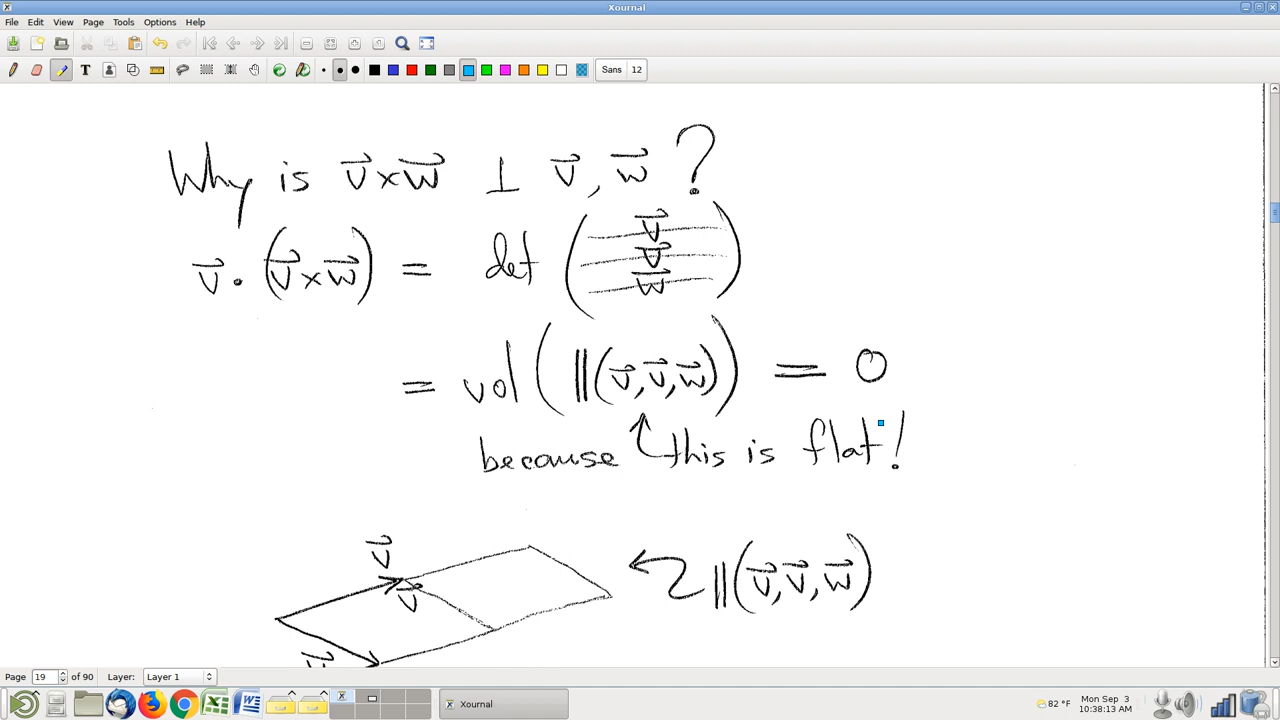 Xournal
File Edit View Page Tools Options Help
T Sans 12
Why is v⃗×w⃗ ⊥ v⃗, w⃗ ?
v⃗ · (v⃗×w⃗) = det ( v⃗
v⃗
w⃗ )
= vol ( ∥(v⃗,v⃗,w⃗) ) = 0
because this is flat!
v⃗
v⃗
∥(v⃗,v⃗,w⃗)
w⃗
Page 19 of 90 Layer: Layer 1
Xournal
82 °F
Mon Sep 3
10:38:13 AM